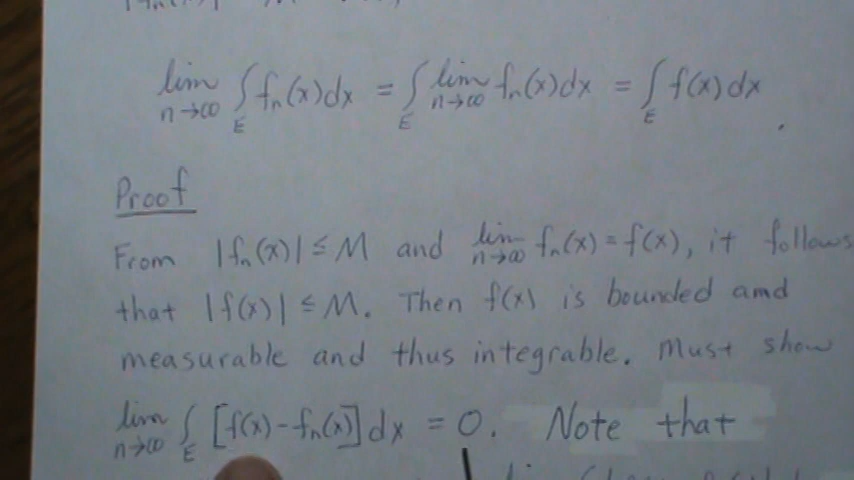 lim n→∞ ∫_E fn(x)dx = ∫_E lim n→∞ fn(x)dx = ∫_E f(x)dx .
Proof
From |fn(x)| ≤ M and lim n→∞ fn(x) = f(x), it follows
that |f(x)| ≤ M. Then f(x) is bounded and
measurable and thus integrable. Must show
lim n→∞ ∫_E [f(x)-fn(x)]dx = 0. Note that